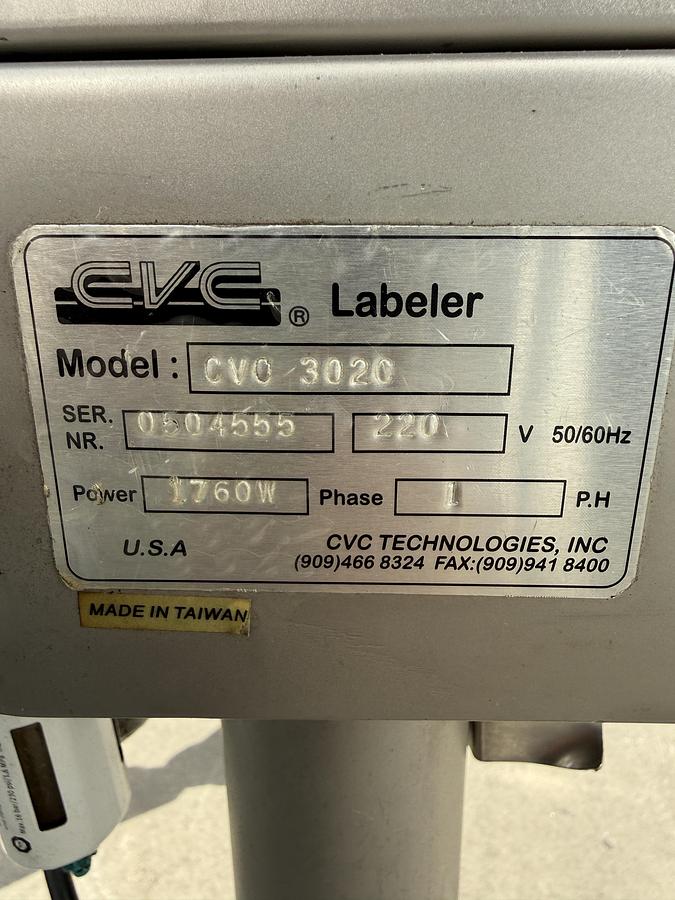 CVC ® Labeler
Model : CVC 3020
SER. NR. 0504555 220 V 50/60Hz
Power 1760W Phase 1 P.H
U.S.A CVC TECHNOLOGIES, INC
(909)466 8324 FAX:(909)941 8400
MADE IN TAIWAN